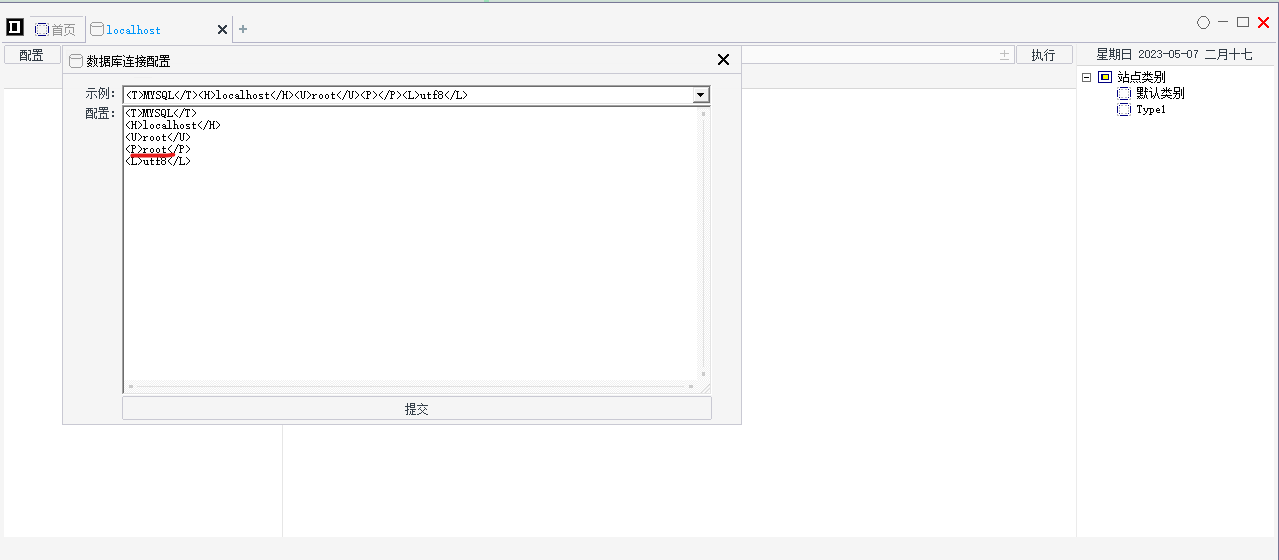 首页
localhost
配置
执行
星期日 2023-05-07 二月十七
数据库连接配置
示例: <T>MYSQL</T><H>localhost</H><U>root</U><P></P><L>utf8</L>
配置: <T>MYSQL</T>
<H>localhost</H>
<U>root</U>
<P>root</P>
<L>utf8</L>
提交
站点类别
默认类别
Type1